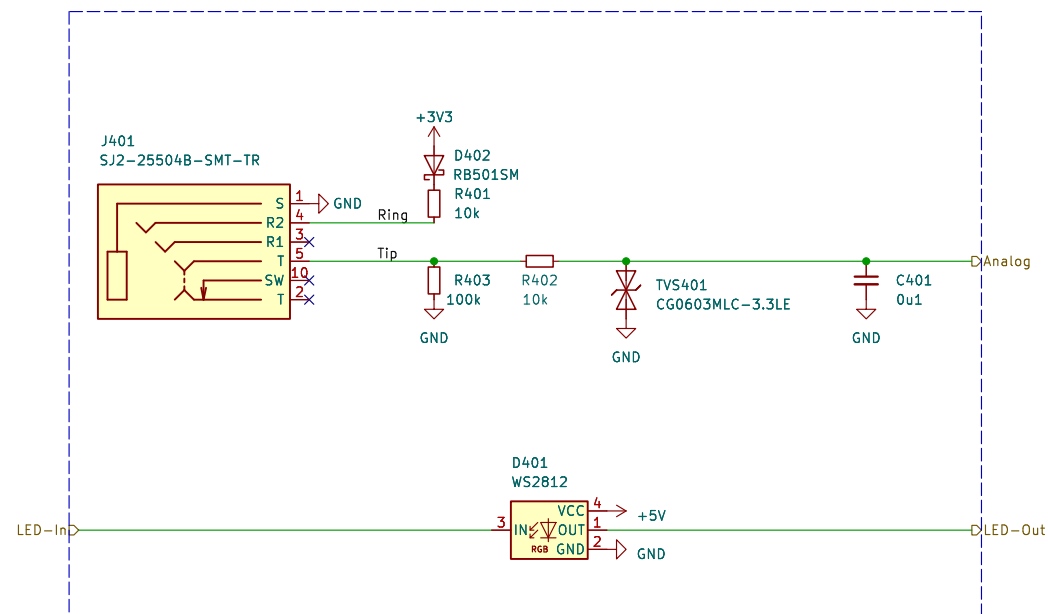 +3V3
J401
SJ2-25504B-SMT-TR
D402
RB501SM
R401
10k
S
1
GND
R2
4
Ring
R1
3
T
5
Tip
SW
10
T
2
R403
100k
GND
R402
10k
TVS401
CG0603MLC-3.3LE
GND
C401
0u1
GND
Analog
D401
WS2812
LED-In
3
IN
VCC
4
+5V
OUT
1
RGB
GND
2
GND
LED-Out